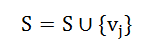 S = S ∪ {vj}